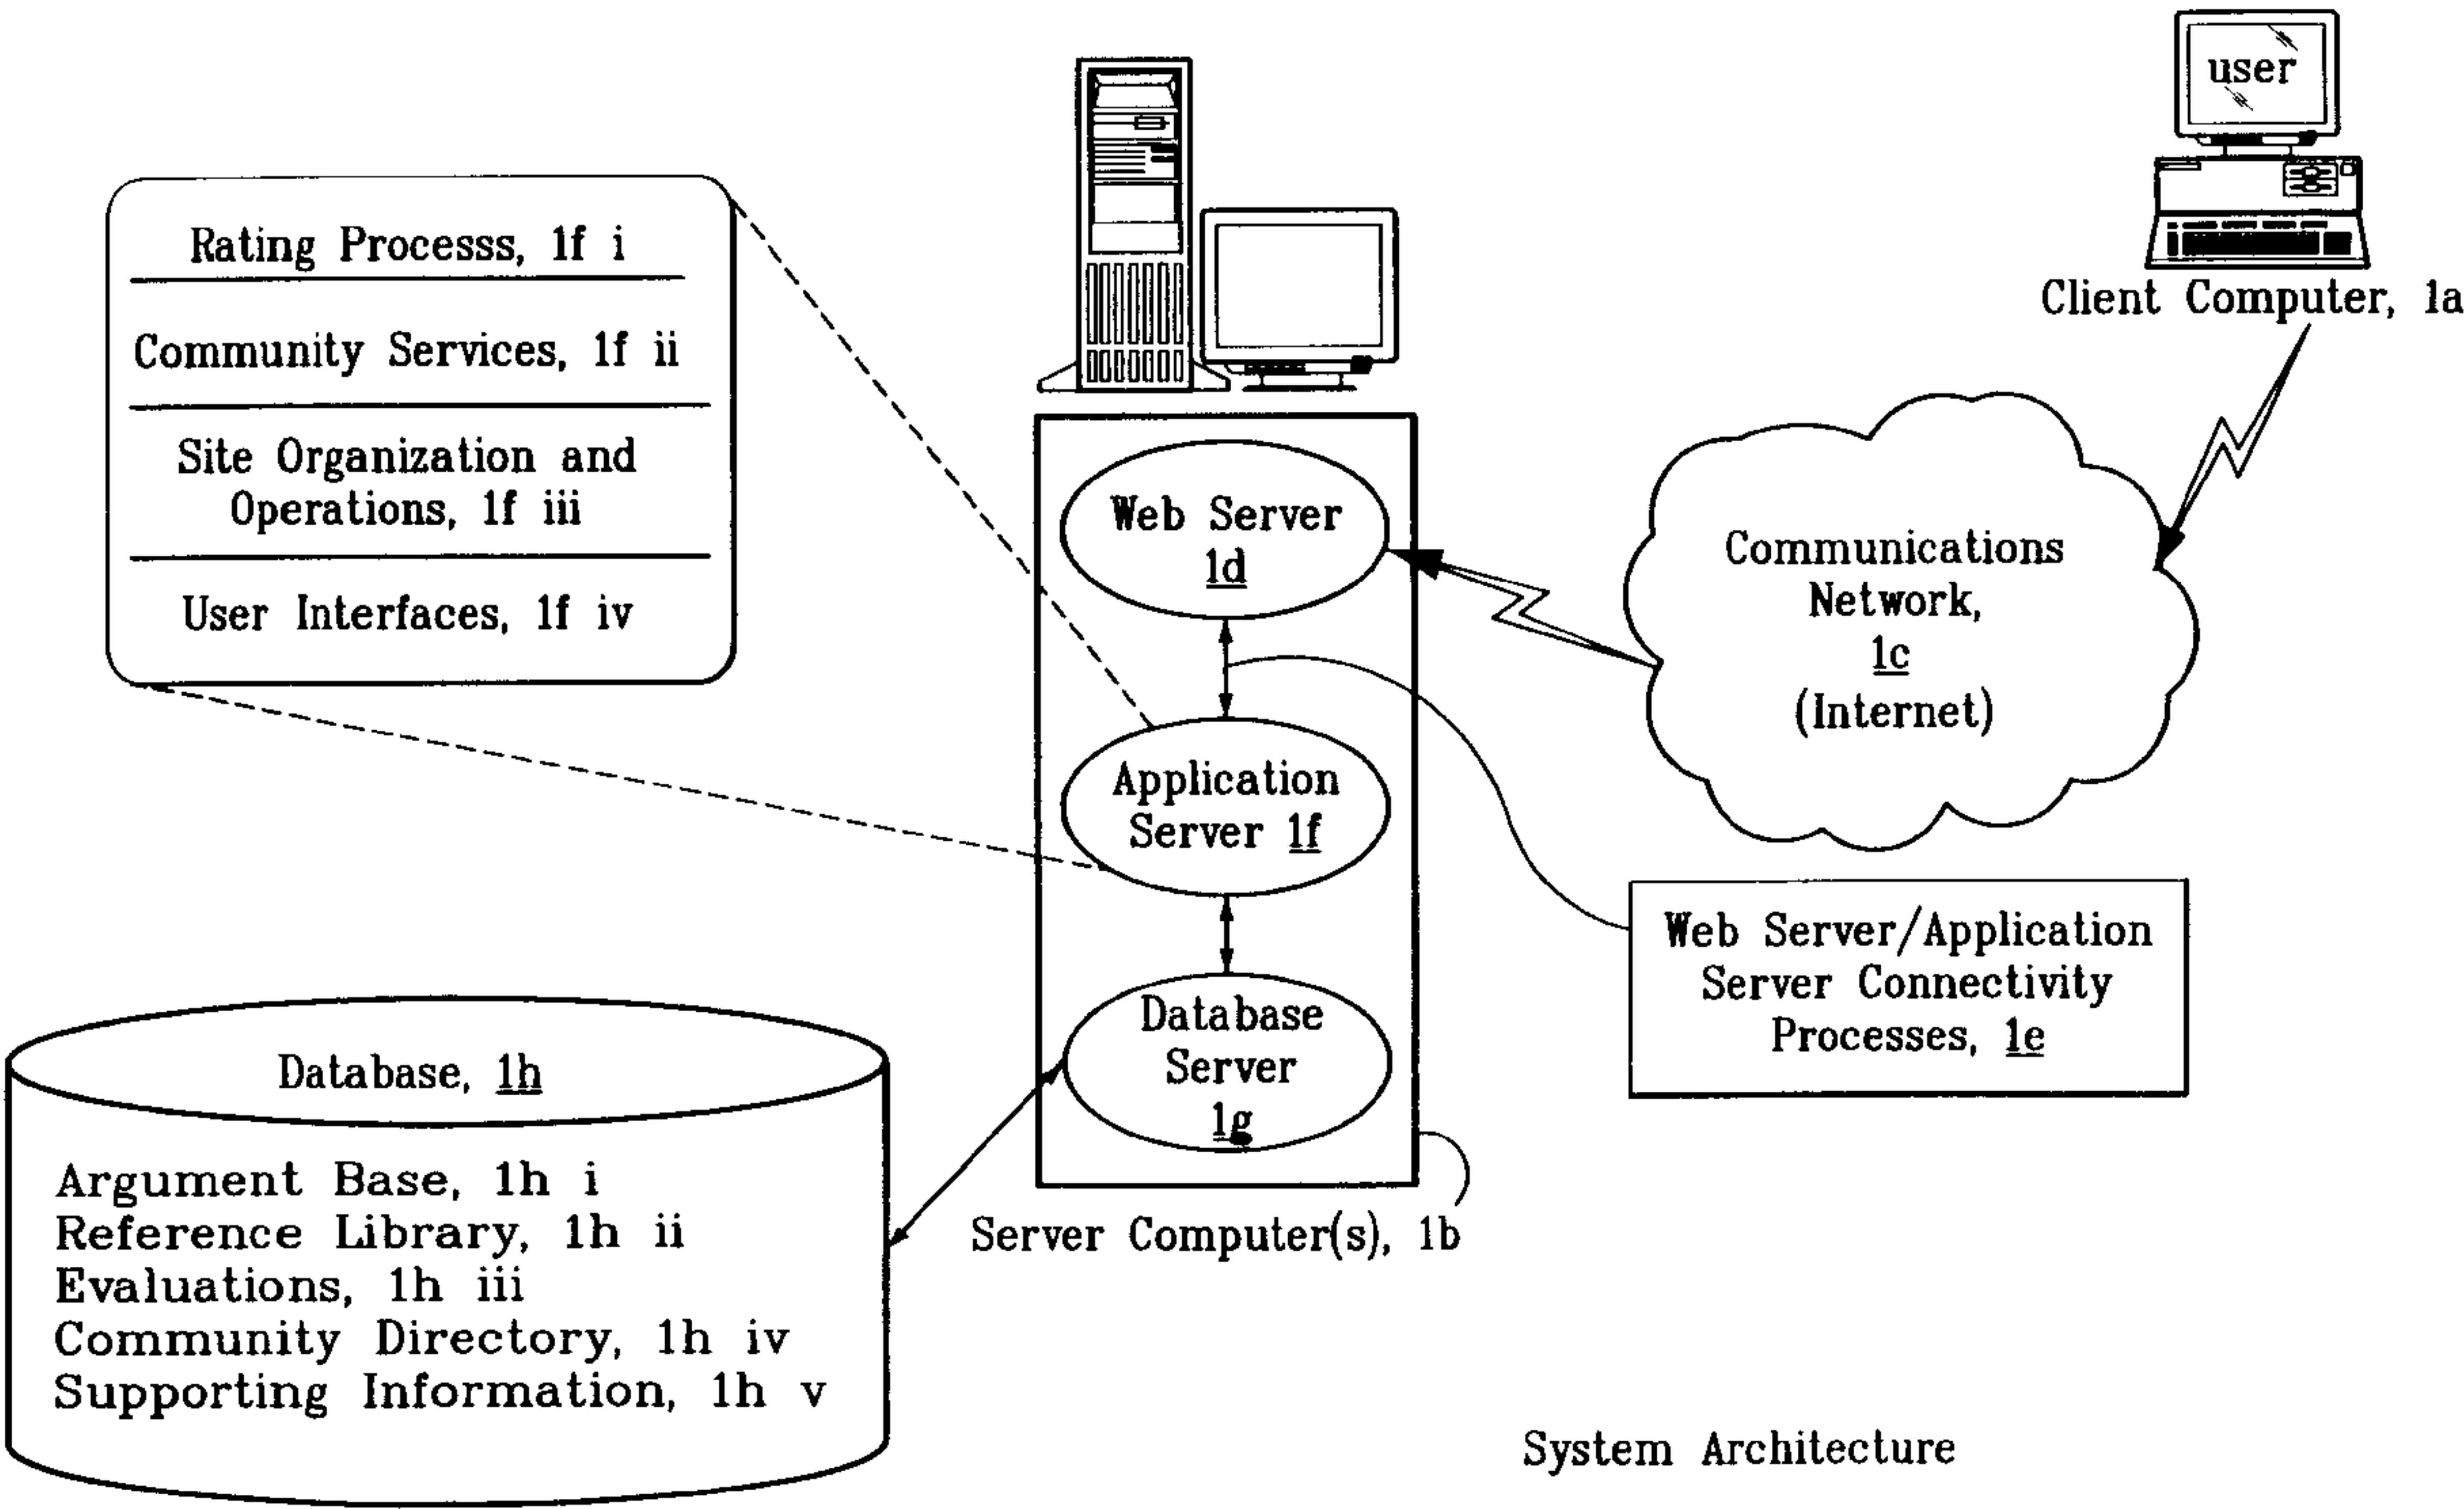 user
Client Computer, 1a
Rating Processs, 1f i
Community Services, 1f ii
Site Organization and
Operations, 1f iii
User Interfaces, 1f iv
Web Server
1d
Communications
Network,
1c
(Internet)
Application
Server 1f
Web Server/Application
Server Connectivity
Processes, 1e
Database
Server
1g
Server Computer(s), 1b
Database, 1h
Argument Base, 1h i
Reference Library, 1h ii
Evaluations, 1h iii
Community Directory, 1h iv
Supporting Information, 1h v
System Architecture